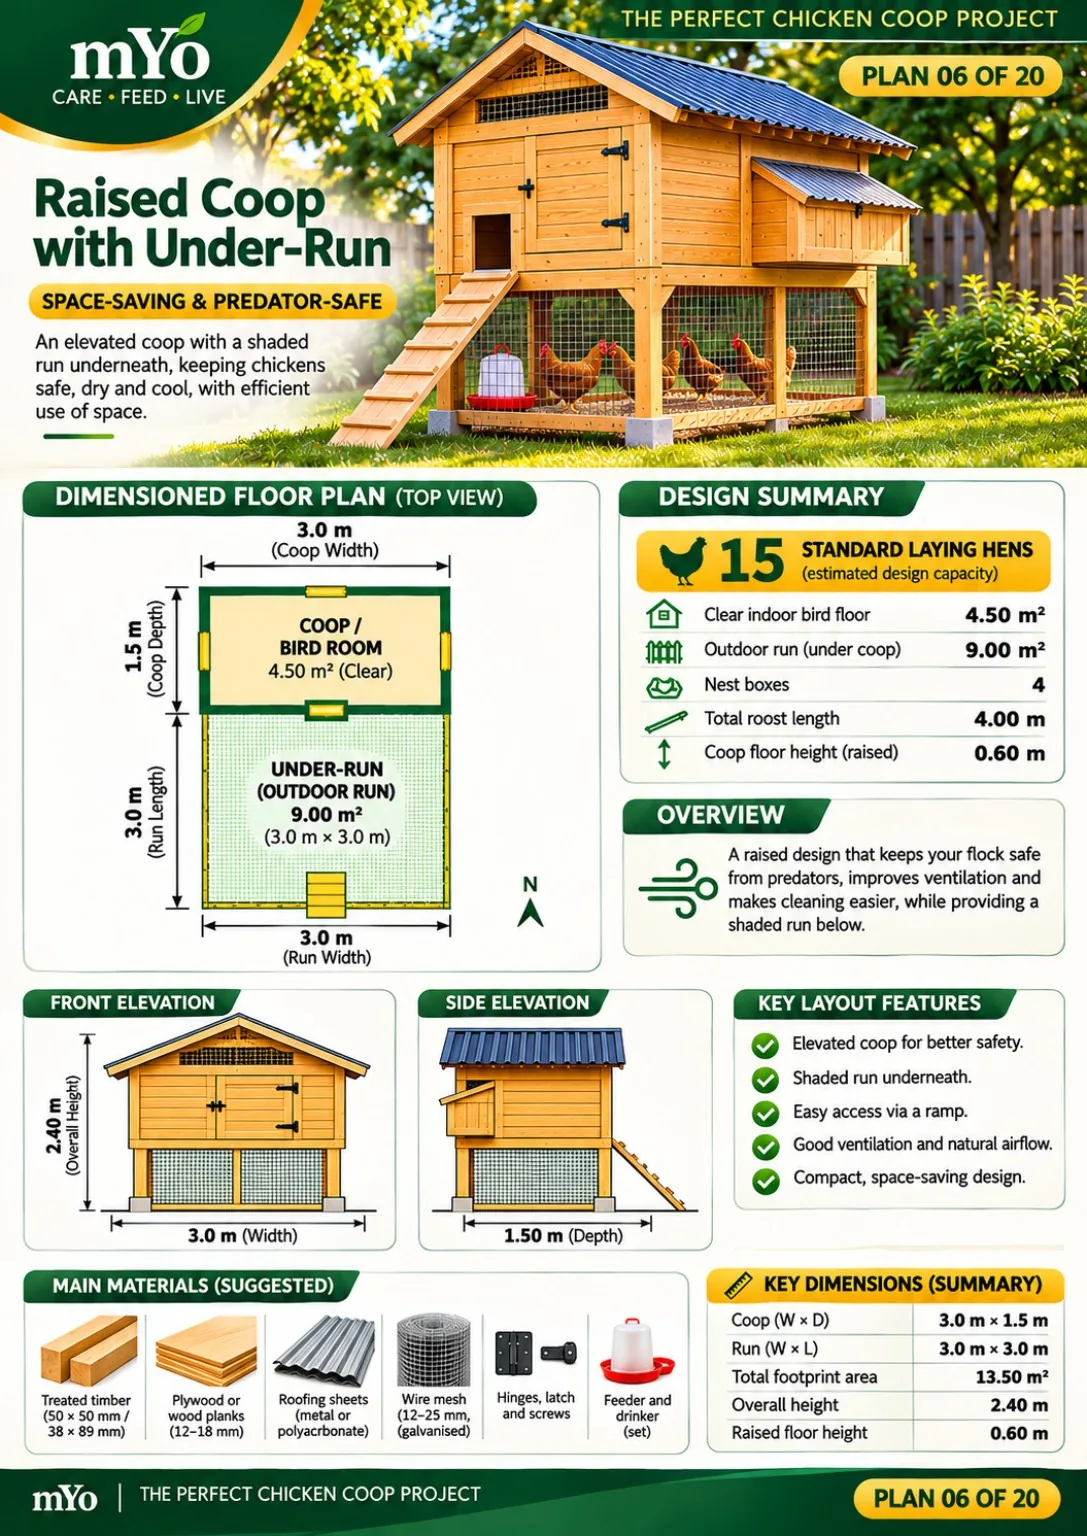 mYo
CARE • FEED • LIVE
THE PERFECT CHICKEN COOP PROJECT
PLAN 06 OF 20
Raised Coop
with Under-Run
SPACE-SAVING & PREDATOR-SAFE
An elevated coop with a shaded
run underneath, keeping chickens
safe, dry and cool, with efficient
use of space.
DIMENSIONED FLOOR PLAN (TOP VIEW)
3.0 m
(Coop Width)
1.5 m
(Coop Depth)
COOP /
BIRD ROOM
4.50 m² (Clear)
3.0 m
(Run Length)
UNDER-RUN
(OUTDOOR RUN)
9.00 m²
(3.0 m × 3.0 m)
N
3.0 m
(Run Width)
DESIGN SUMMARY
15 STANDARD LAYING HENS
(estimated design capacity)
Clear indoor bird floor 4.50 m²
Outdoor run (under coop) 9.00 m²
Nest boxes 4
Total roost length 4.00 m
Coop floor height (raised) 0.60 m
OVERVIEW
A raised design that keeps your flock safe
from predators, improves ventilation and
makes cleaning easier, while providing a
shaded run below.
FRONT ELEVATION
2.40 m
(Overall Height)
3.0 m (Width)
SIDE ELEVATION
1.50 m (Depth)
KEY LAYOUT FEATURES
Elevated coop for better safety.
Shaded run underneath.
Easy access via a ramp.
Good ventilation and natural airflow.
Compact, space-saving design.
MAIN MATERIALS (SUGGESTED)
Treated timber
(50 × 50 mm /
38 × 89 mm)
Plywood or
wood planks
(12–18 mm)
Roofing sheets
(metal or
polyacrbonate)
Wire mesh
(12–25 mm,
(galvanised)
Hinges, latch
and screws
Feeder and
drinker
(set)
KEY DIMENSIONS (SUMMARY)
Coop (W × D) 3.0 m × 1.5 m
Run (W × L) 3.0 m × 3.0 m
Total footprint area 13.50 m²
Overall height 2.40 m
Raised floor height 0.60 m
mYo | THE PERFECT CHICKEN COOP PROJECT
PLAN 06 OF 20